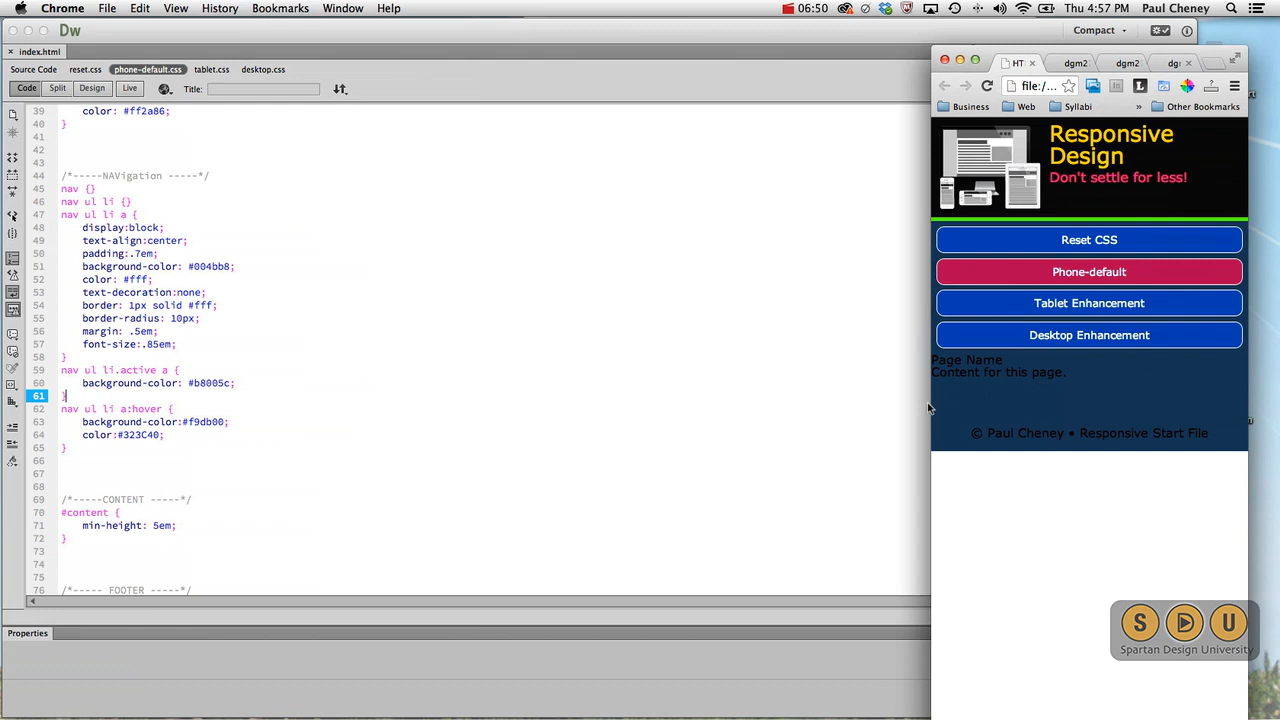 Chrome File Edit View History Bookmarks Window Help 06:50 Thu 4:57 PM Paul Cheney
Dw Compact
× index.html
Source Code reset.css phone-default.css tablet.css desktop.css
Code Split Design Live Title:
39 color: #ff2a86;
40 }
41
42
43
44 /*-----NAVigation -----*/
45 nav {}
46 nav ul li {}
47 nav ul li a {
48 display:block;
49 text-align:center;
50 padding:.7em;
51 background-color: #004bb8;
52 color: #fff;
53 text-decoration:none;
54 border: 1px solid #fff;
55 border-radius: 10px;
56 margin: .5em;
57 font-size:.85em;
58 }
59 nav ul li.active a {
60 background-color: #b8005c;
61 }
62 nav ul li a:hover {
63 background-color:#f9db00;
64 color:#323C40;
65 }
66
67
68
69 /*-----CONTENT -----*/
70 #content {
71 min-height: 5em;
72 }
73
74
75
76 /*----- FOOTER -----*/
Properties
HT × dgm2 dgm2 dgr ×
file:/...
Business Web Syllabi » Other Bookmarks
Responsive
Design
Don't settle for less!
Reset CSS
Phone-default
Tablet Enhancement
Desktop Enhancement
Page Name
Content for this page.
© Paul Cheney • Responsive Start File
S D U
Spartan Design University